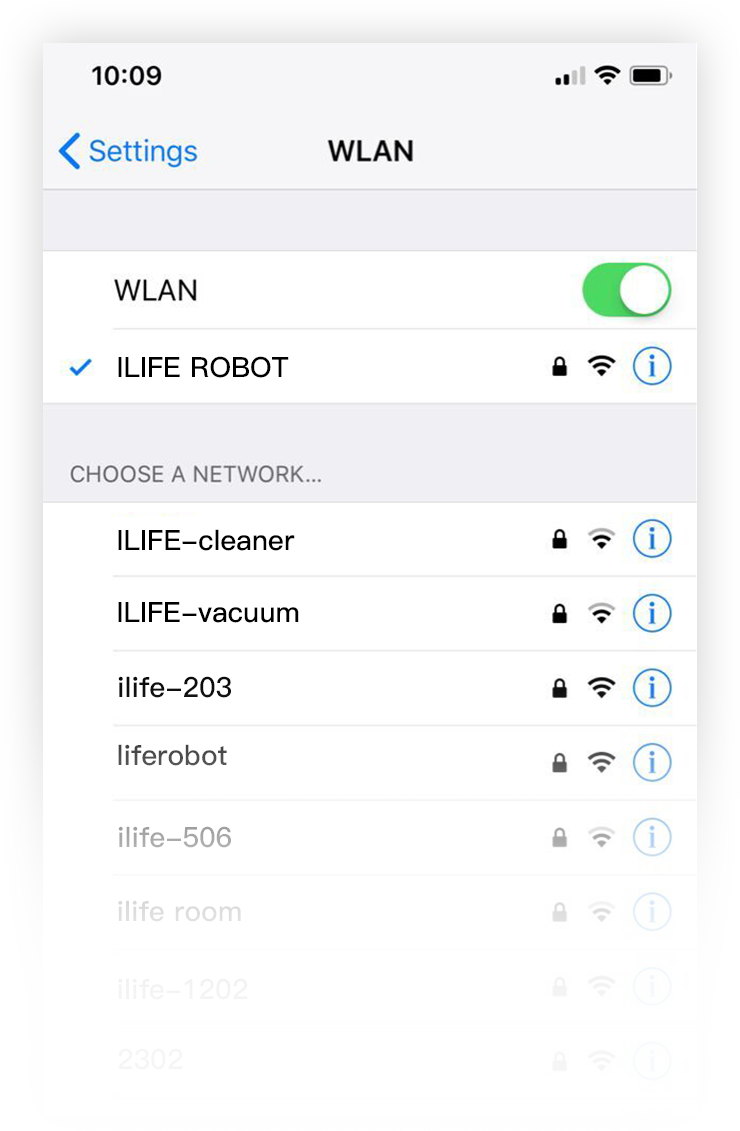 10:09
Settings
WLAN
WLAN
ILIFE ROBOT
CHOOSE A NETWORK...
ILIFE-cleaner
ILIFE-vacuum
ilife-203
liferobot
ilife-506
ilife room
ilife-1202
2302